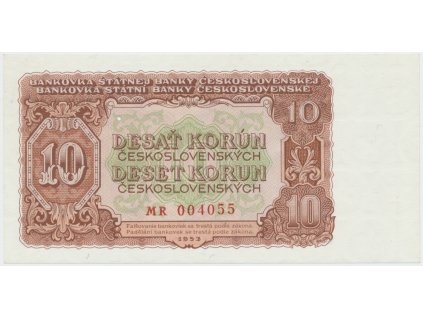 BANKOVKA ŠTÁTNEJ BANKY ČESKOSLOVENSKEJ
BANKOVKA STÁTNÍ BANKY ČESKOSLOVENSKÉ
10
10
DESAŤ KORÚN
ČESKOSLOVENSKÝCH
DESET KORUN
ČESKOSLOVENSKÝCH
MR 004055
10
Falšovanie bankoviek sa trestá podľa zákona.
Padělání bankovek se trestá podle zákona.
1953